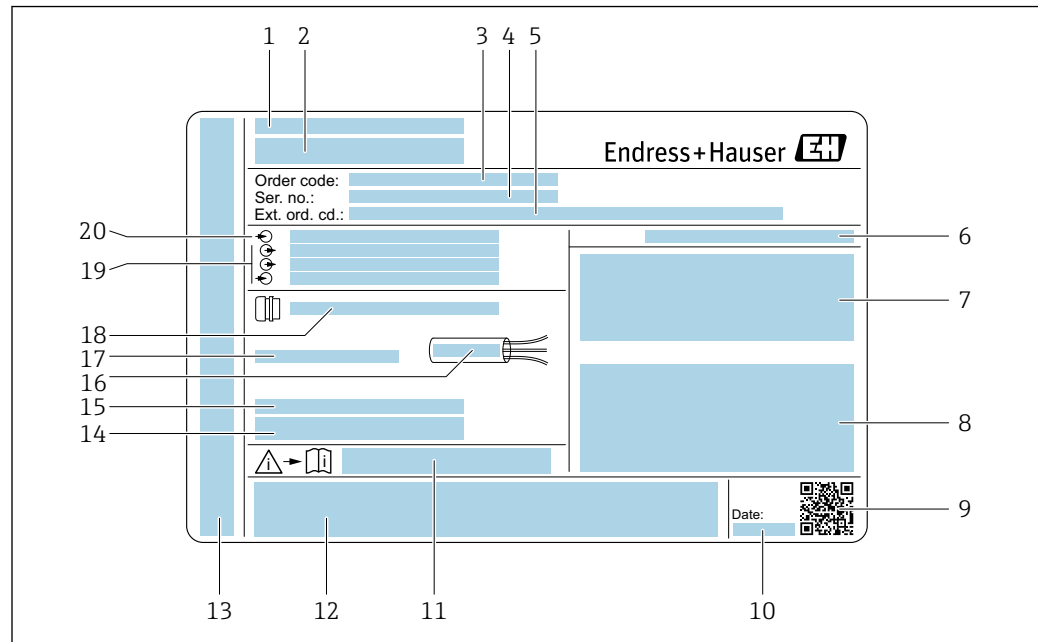 1 2 3 4 5
Endress+Hauser EH
Order code:
Ser. no.:
Ext. ord. cd.:
20
6
19
7
18
17
16
15
8
14
i i
9
Date:
13 12 11 10